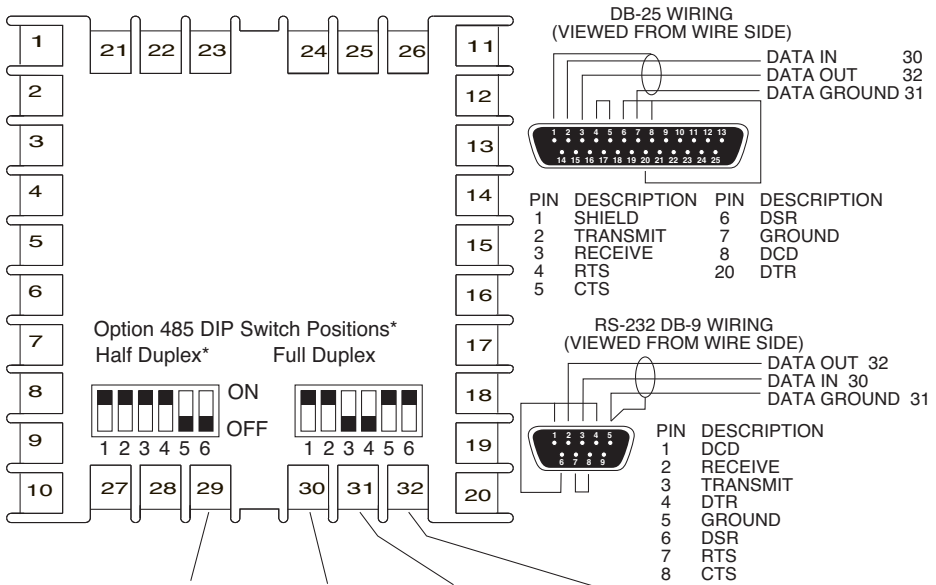 1
2
3
4
5
6
7
8
9
10
21 22 23 24 25 26
11
12
13
14
15
16
17
18
19
20
Option 485 DIP Switch Positions*
Half Duplex* Full Duplex
ON
OFF
1 2 3 4 5 6 1 2 3 4 5 6
27 28 29 30 31 32
DB-25 WIRING
(VIEWED FROM WIRE SIDE)
DATA IN 30
DATA OUT 32
DATA GROUND 31
1 2 3 4 5 6 7 8 9 10 11 12 13
14 15 16 17 18 19 20 21 22 23 24 25
PIN DESCRIPTION PIN DESCRIPTION
1 SHIELD 6 DSR
2 TRANSMIT 7 GROUND
3 RECEIVE 8 DCD
4 RTS 20 DTR
5 CTS
RS-232 DB-9 WIRING
(VIEWED FROM WIRE SIDE)
DATA OUT 32
DATA IN 30
DATA GROUND 31
1 2 3 4 5
6 7 8 9
PIN DESCRIPTION
1 DCD
2 RECEIVE
3 TRANSMIT
4 DTR
5 GROUND
6 DSR
7 RTS
8 CTS